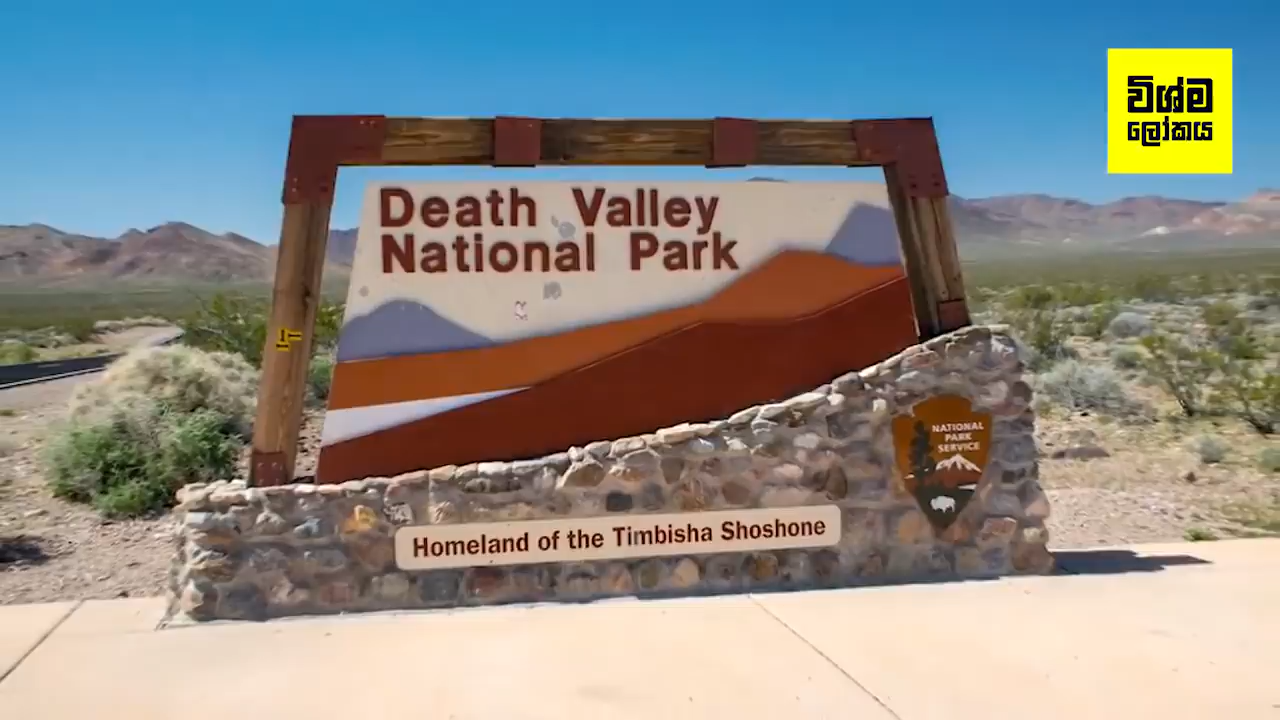 විශ්ම
ලෝකය
Death Valley
National Park
NATIONAL
PARK
SERVICE
Homeland of the Timbisha Shoshone